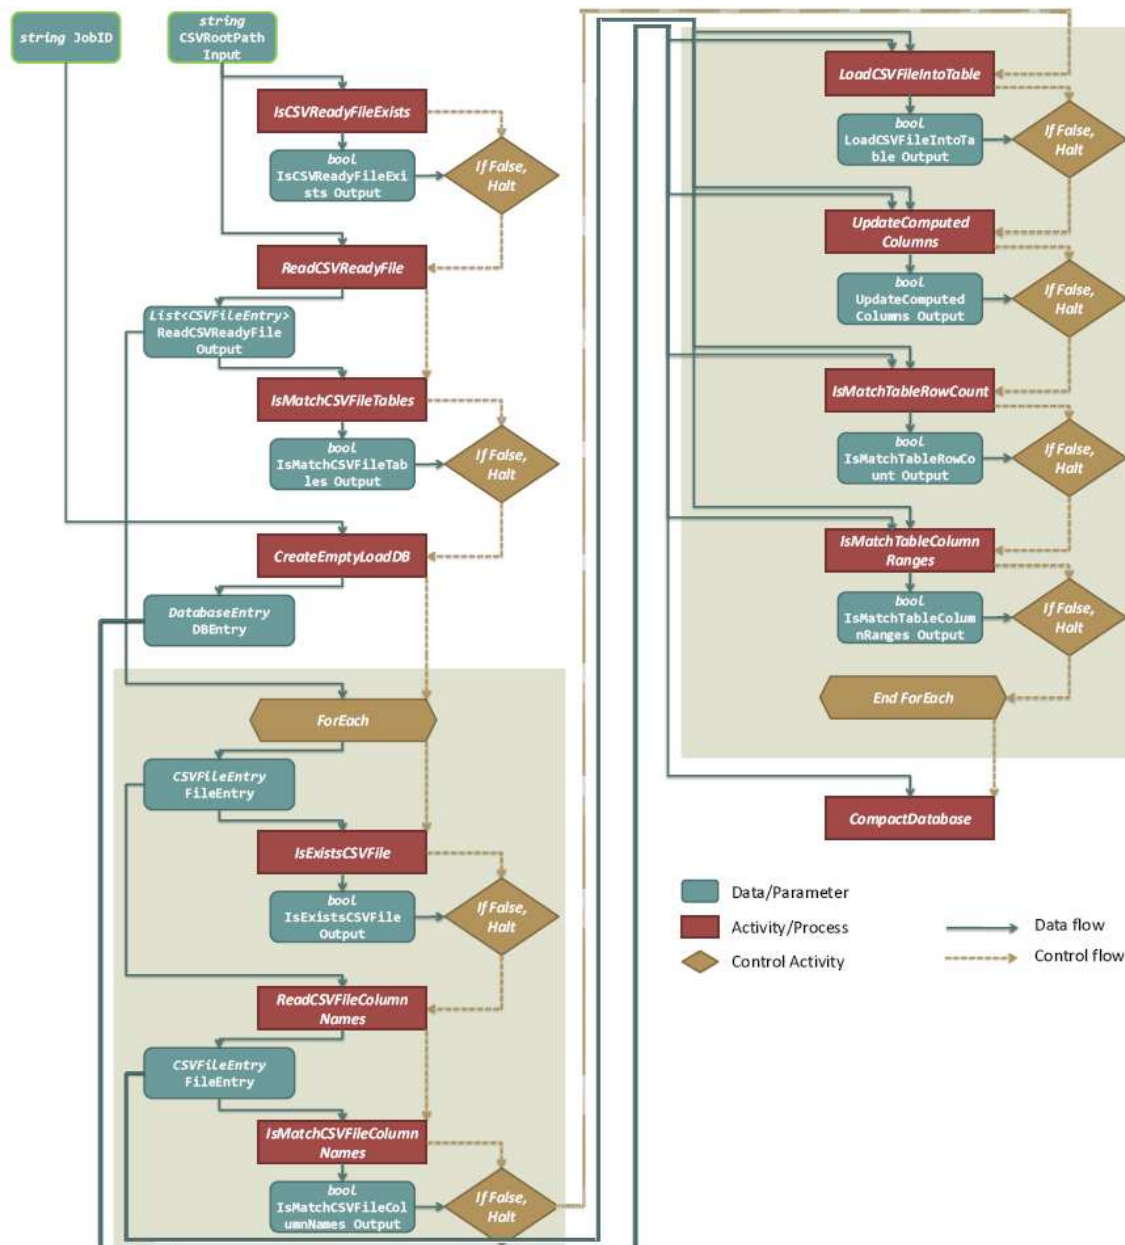 string JobID
string
CSVRootPath
Input
IsCSVReadyFileExists
bool
IsCSVReadyFileExi
sts Output
If False,
Halt
ReadCSVReadyFile
List<CSVFileEntry>
ReadCSVReadyFile
Output
IsMatchCSVFileTables
bool
IsMatchCSVFileTab
les Output
If False,
Halt
CreateEmptyLoadDB
DatabaseEntry
DBEntry
ForEach
CSVFileEntry
FileEntry
IsExistsCSVFile
bool
IsExistsCSVFile
Output
If False,
Halt
ReadCSVFileColumn
Names
CSVFileEntry
FileEntry
IsMatchCSVFileColumn
Names
bool
IsMatchCSVFileCol
umnNames Output
If False,
Halt
LoadCSVFileIntoTable
bool
LoadCSVFileIntoTa
ble Output
If False,
Halt
UpdateComputed
Columns
bool
UpdateComputed
Columns Output
If False,
Halt
IsMatchTableRowCount
bool
IsMatchTableRowCo
unt Output
If False,
Halt
IsMatchTableColumn
Ranges
bool
IsMatchTableColum
nRanges Output
If False,
Halt
End ForEach
CompactDatabase
Data/Parameter
Activity/Process
Control Activity
Data flow
Control flow